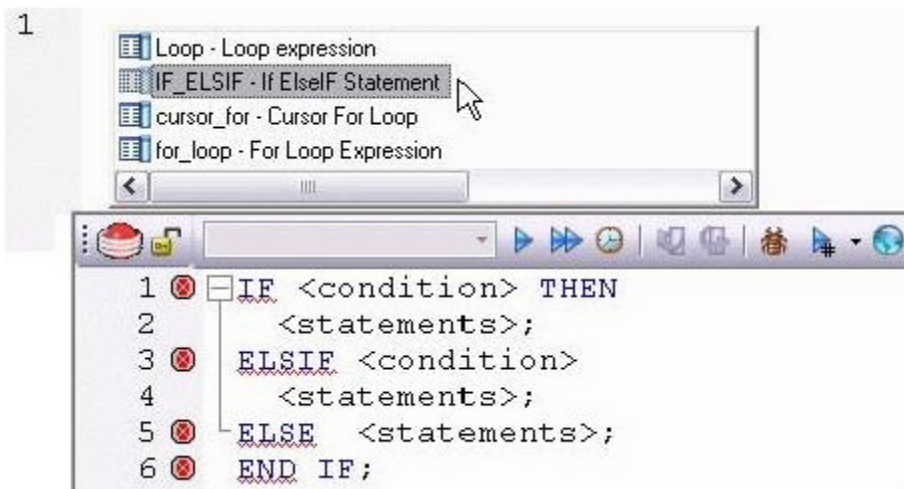 1
Loop - Loop expression
IF_ELSIF - If ElseIF Statement
cursor_for - Cursor For Loop
for_loop - For Loop Expression
1 IF <condition> THEN
2 <statements>;
3 ELSIF <condition>
4 <statements>;
5 ELSE <statements>;
6 END IF;